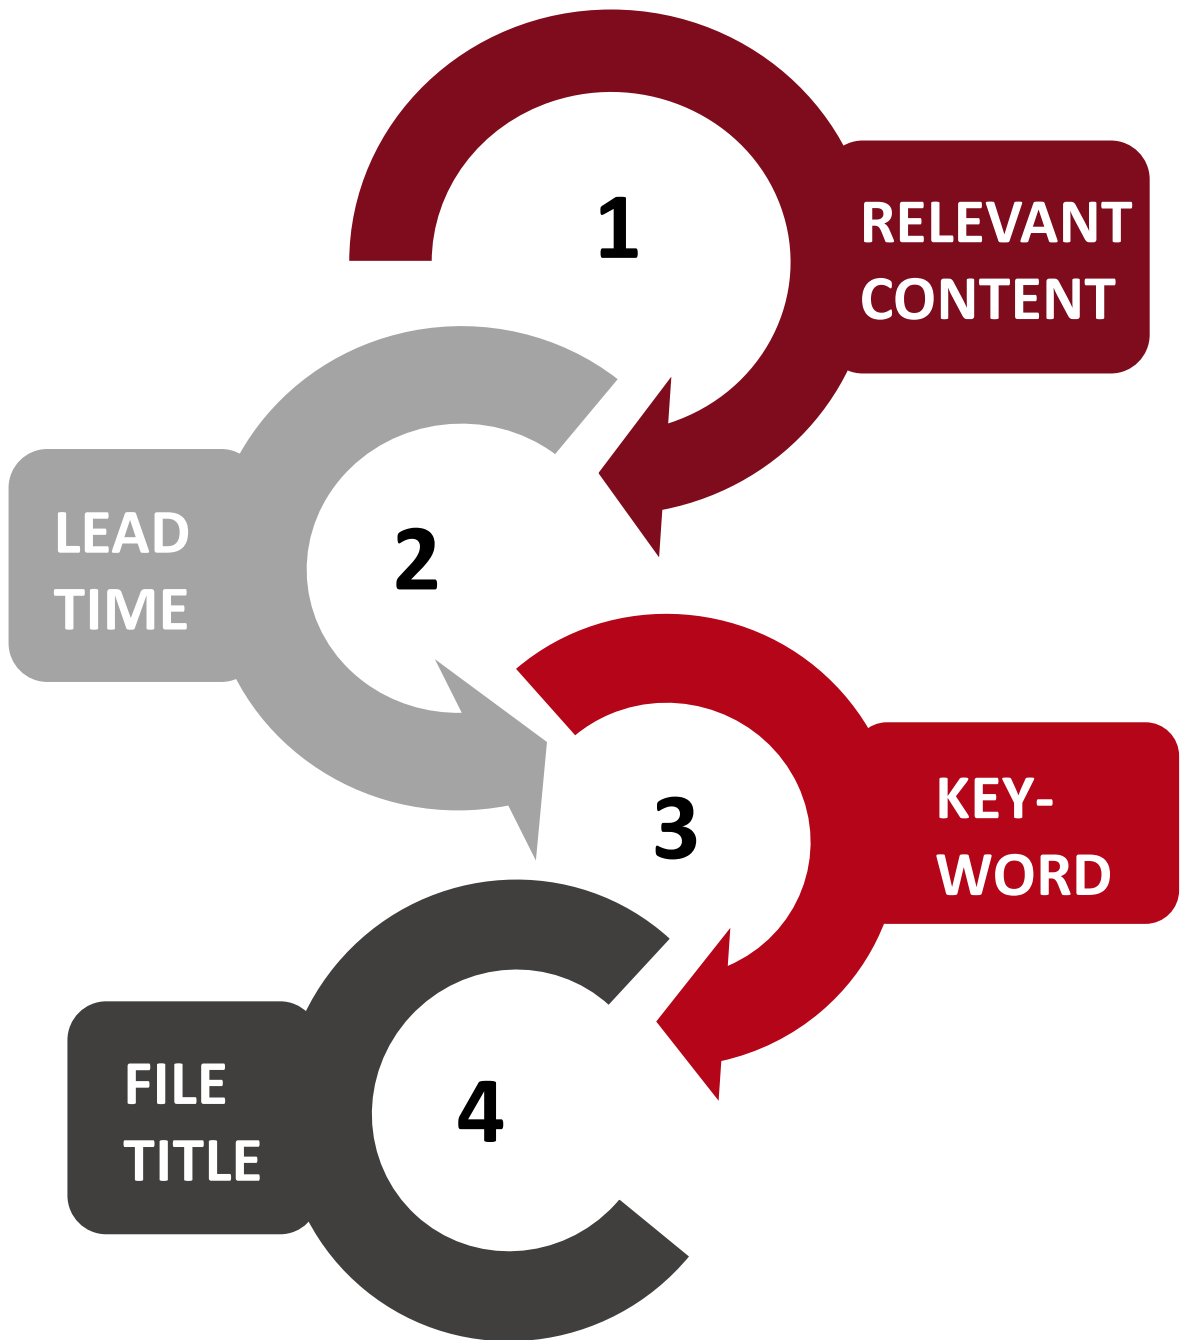 1
RELEVANT
CONTENT
2
LEAD
TIME
3
KEY-
WORD
4
FILE
TITLE